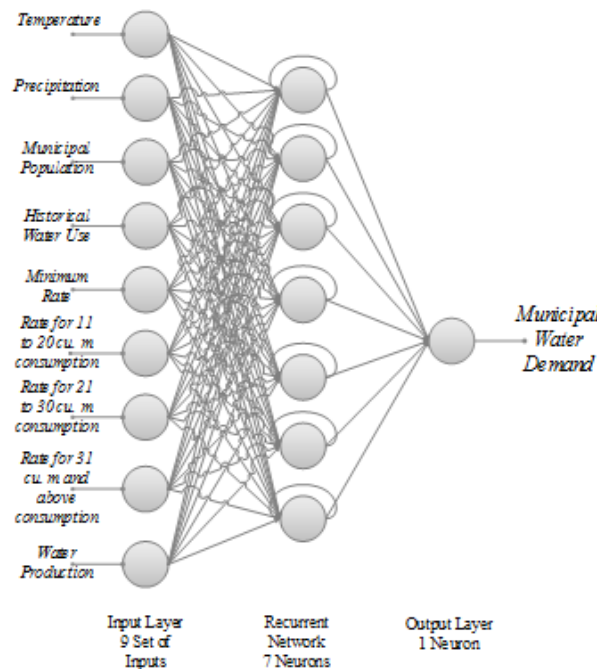 Temperature
Precipitation
Municipal
Population
Historical
Water Use
Minimum
Rate
Rate for 11
to 20 cu. m
consumption
Rate for 21
to 30 cu. m
consumption
Rate for 31
cu. m and
above
consumption
Water
Production
Municipal
Water
Demand
Input Layer
9 Set of
Inputs
Recurrent
Network
7 Neurons
Output Layer
1 Neuron